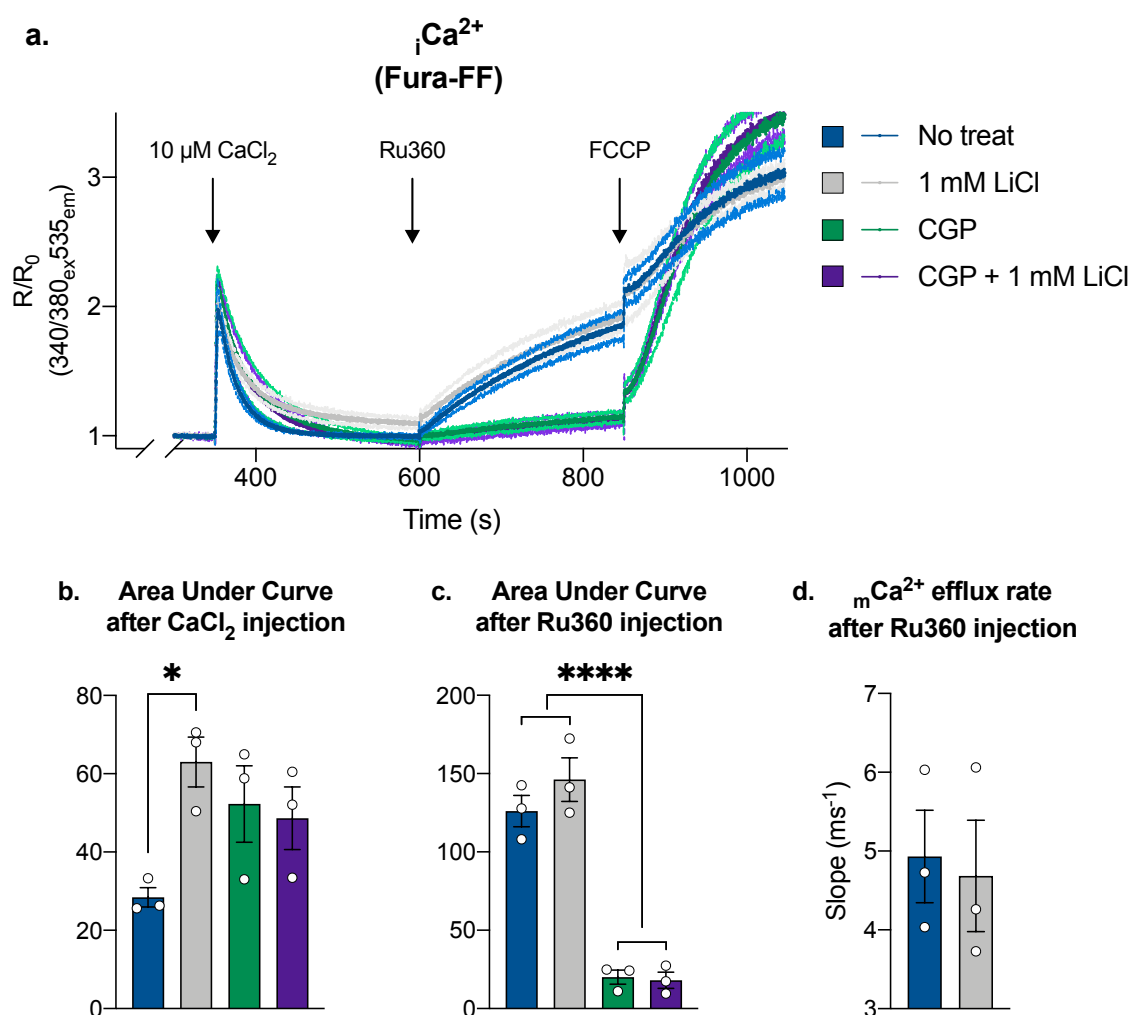 a.
iCa2+
(Fura-FF)
10 µM CaCl2
Ru360
FCCP
No treat
1 mM LiCl
CGP
CGP + 1 mM LiCl
R/R0
(340/380ex535em)
3
2
1
400
600
800
1000
Time (s)
b.
Area Under Curve
after CaCl2 injection
c.
Area Under Curve
after Ru360 injection
d.
mCa2+ efflux rate
after Ru360 injection
*
80
60
40
20
0
****
200
150
100
50
0
Slope (ms-1)
7
6
5
4
3